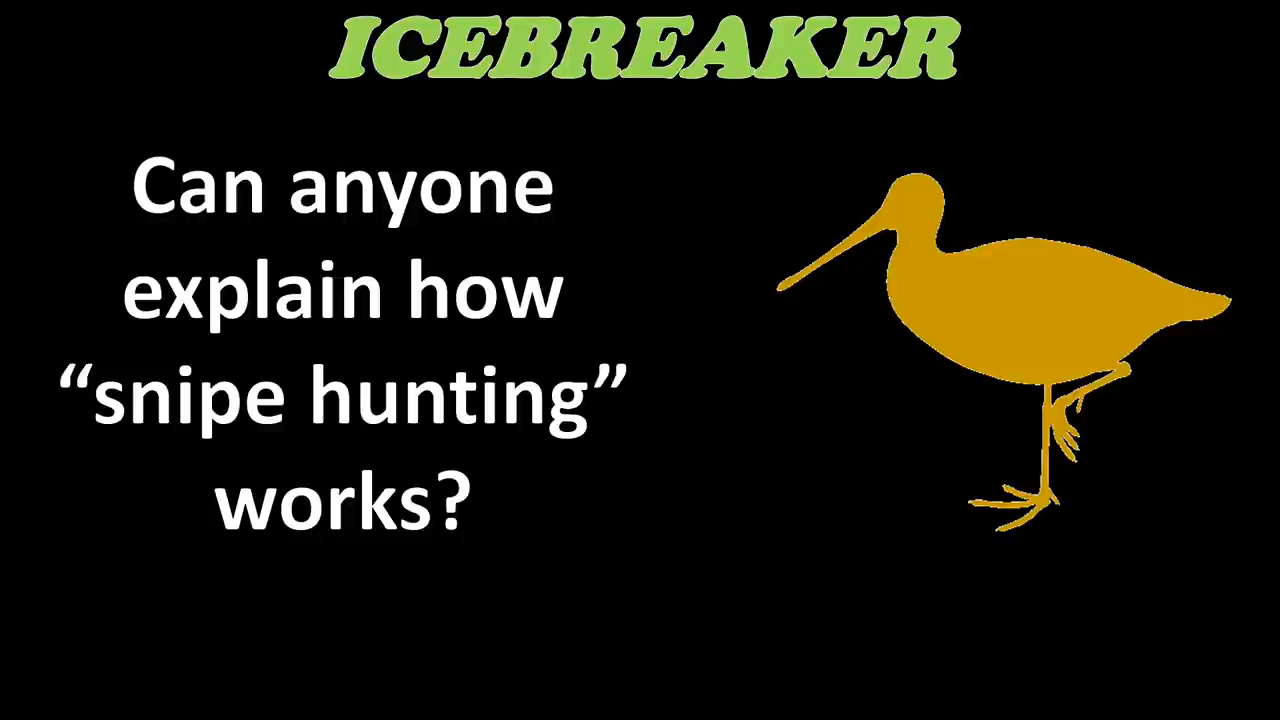 ICEBREAKER
Can anyone
explain how
“snipe hunting”
works?